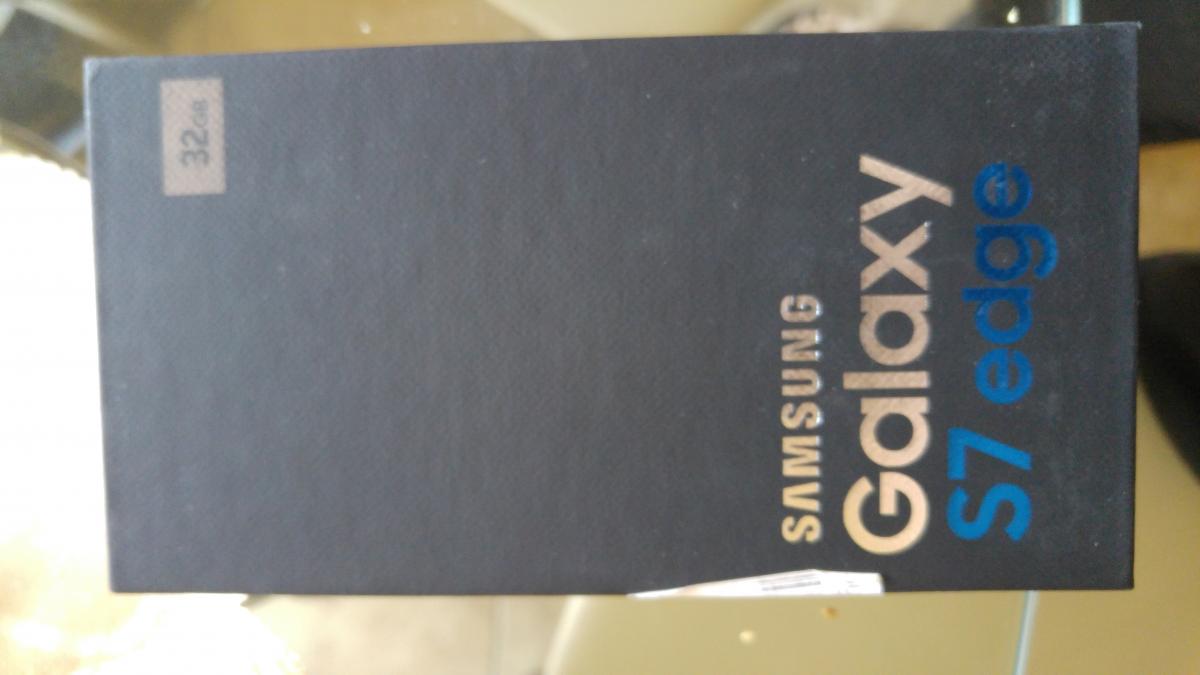 32GB
SAMSUNG
Galaxy
S7 edge